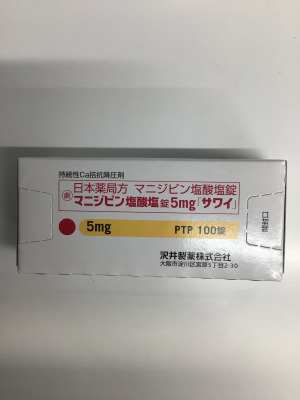 持続性Ca拮抗降圧剤
劇
日本薬局方 マニジピン塩酸塩錠
マニジピン塩酸塩錠5mg「サワイ」
5mg PTP 100錠
沢井製薬株式会社
大阪市淀川区宮原5丁目2-30